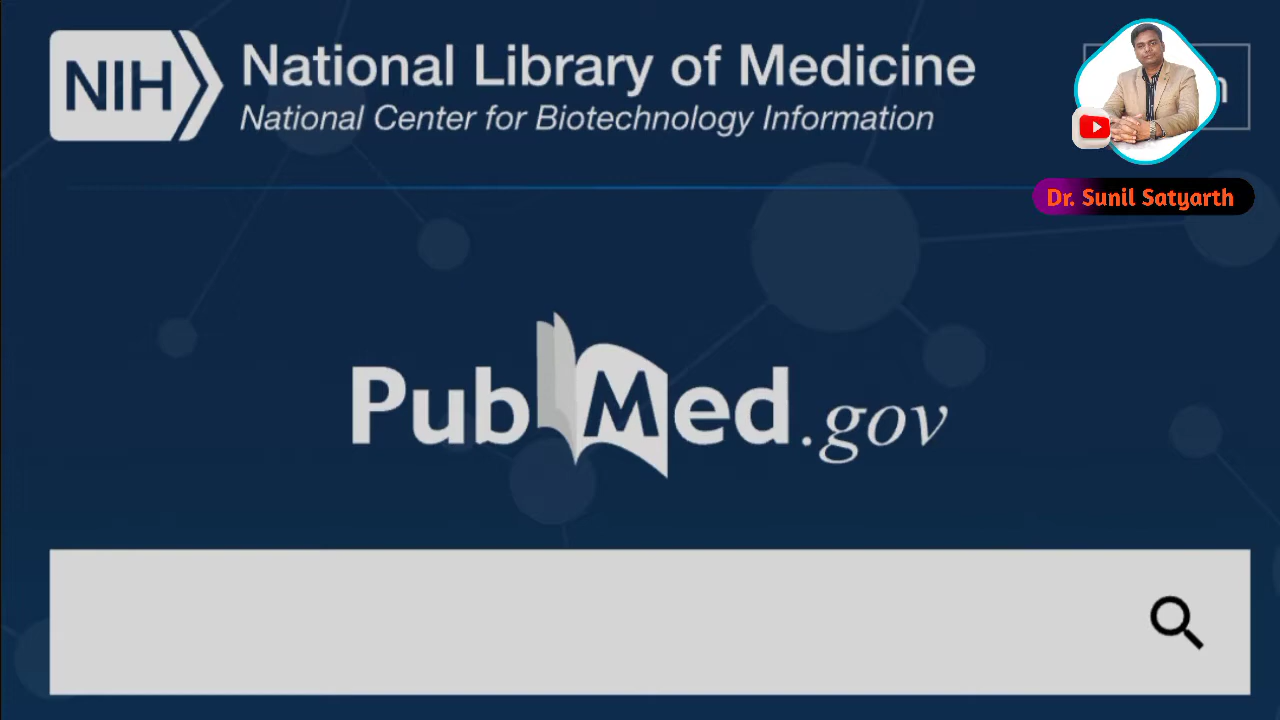 NIH
National Library of Medicine
National Center for Biotechnology Information
Dr. Sunil Satyarth
PubMed.gov